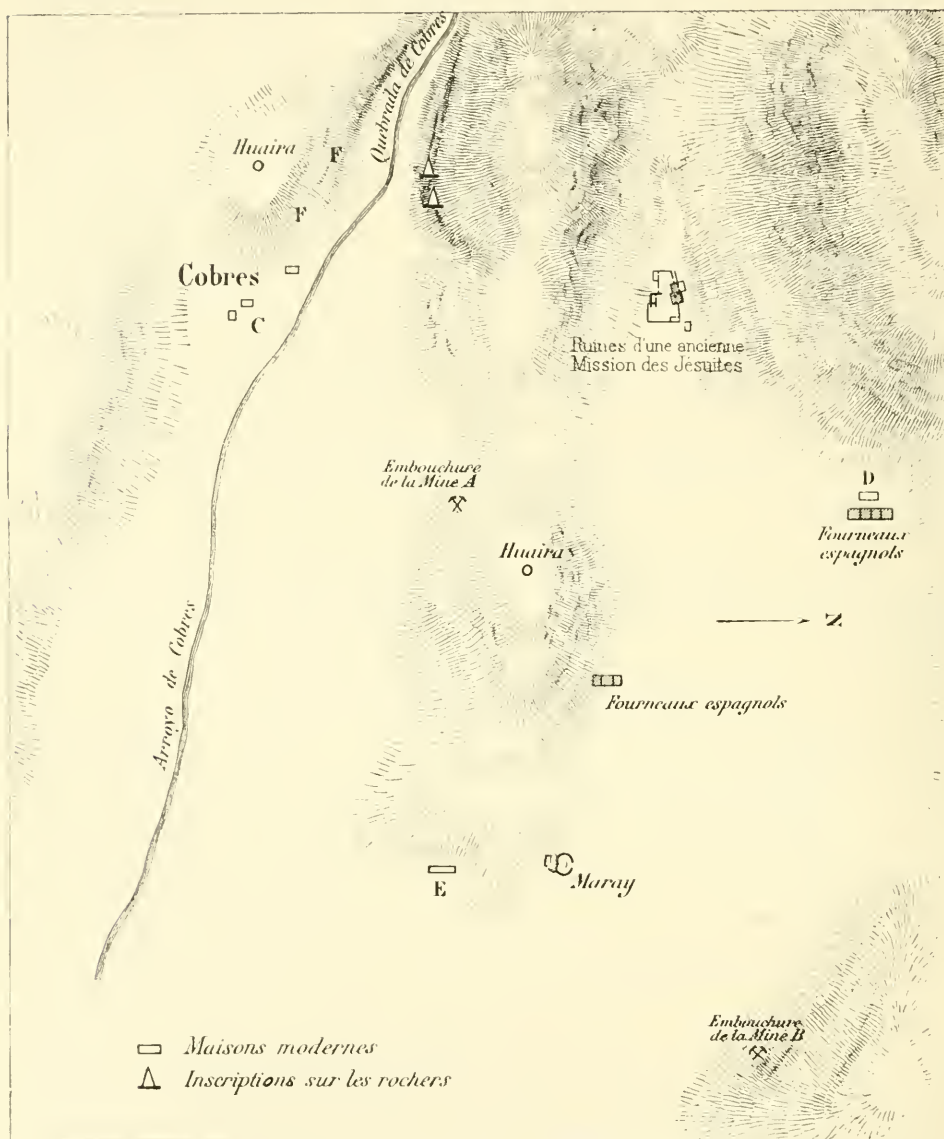 Quebrada de Cobres
Huaira
F
F
Cobres
C
Ruines d'une ancienne
Mission des Jésuites
Embouchure
de la Mine A
D
Fourneaux
espagnols
Huaira
N
Arroyo de Cobres
Fourneaux espagnols
E
Maray
Embouchure
de la Mine B
Maisons modernes
Inscriptions sur les rochers